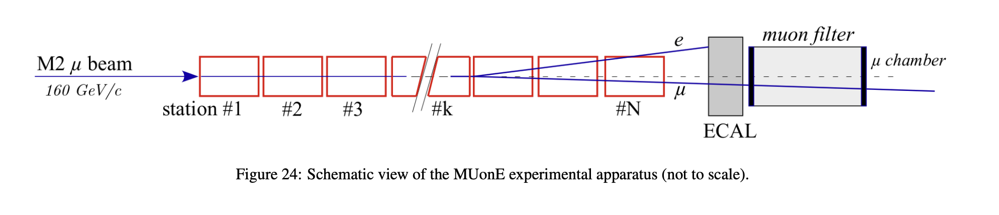 M2 μ beam
160 GeV/c
station #1
#2
#3
#k
#N
e
μ
ECAL
muon filter
μ chamber
Figure 24: Schematic view of the MUonE experimental apparatus (not to scale).